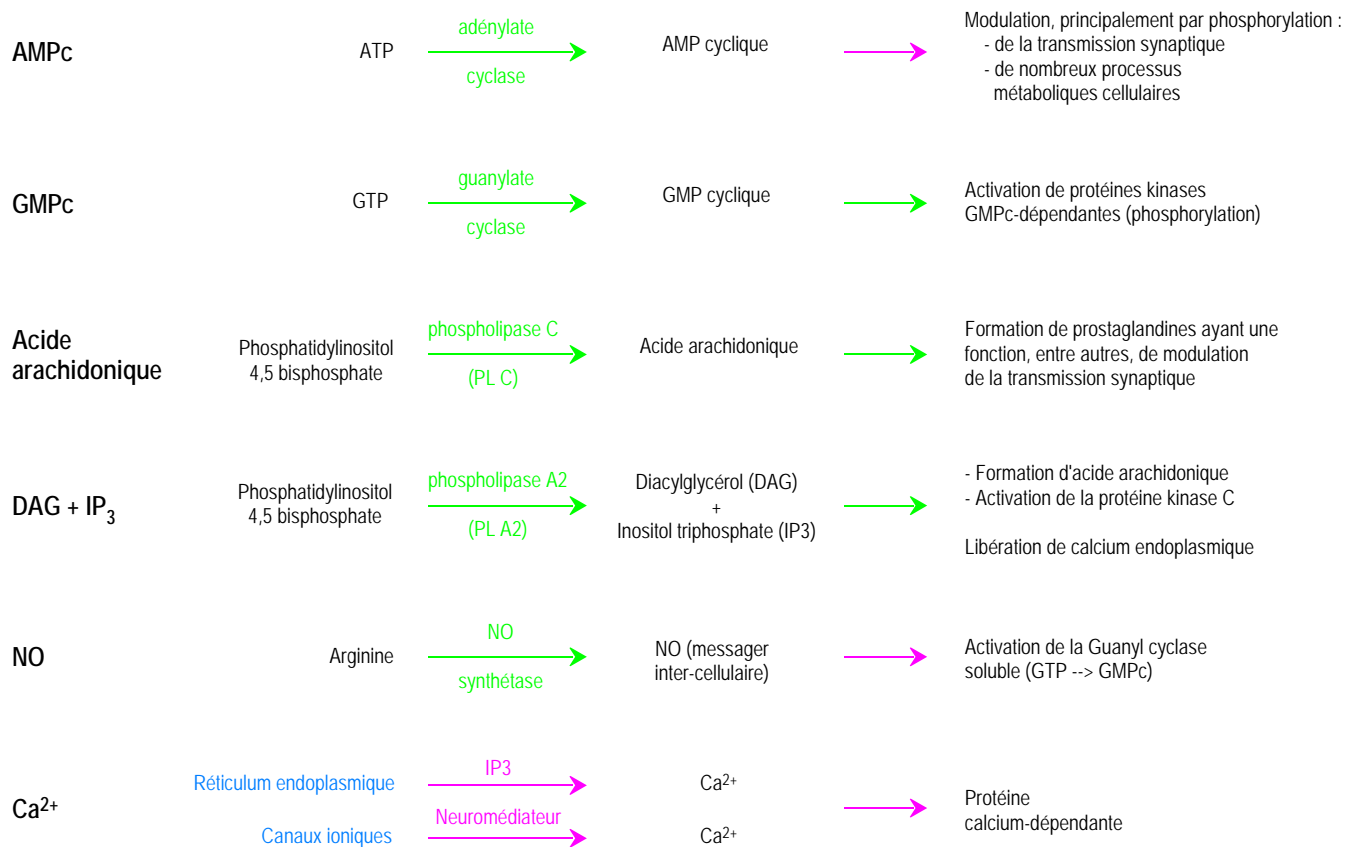 AMPc
ATP
adénylate
cyclase
AMP cyclique
Modulation, principalement par phosphorylation :
- de la transmission synaptique
- de nombreux processus
métaboliques cellulaires
GMPc
GTP
guanylate
cyclase
GMP cyclique
Activation de protéines kinases
GMPc-dépendantes (phosphorylation)
Acide
arachidonique
Phosphatidylinositol
4,5 bisphosphate
phospholipase C
(PL C)
Acide arachidonique
Formation de prostaglandines ayant une
fonction, entre autres, de modulation
de la transmission synaptique
DAG + IP3
Phosphatidylinositol
4,5 bisphosphate
phospholipase A2
(PL A2)
Diacylglycérol (DAG)
+
Inositol triphosphate (IP3)
- Formation d'acide arachidonique
- Activation de la protéine kinase C
Libération de calcium endoplasmique
NO
Arginine
NO
synthétase
NO (messager
inter-cellulaire)
Activation de la Guanyl cyclase
soluble (GTP --> GMPc)
Ca2+
Réticulum endoplasmique
IP3
Ca2+
Canaux ioniques
Neuromédiateur
Ca2+
Protéine
calcium-dépendante